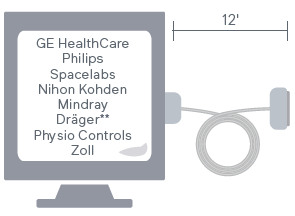 12'
GE HealthCare
Philips
Spacelabs
Nihon Kohden
Mindray
Dräger**
Physio Controls
Zoll